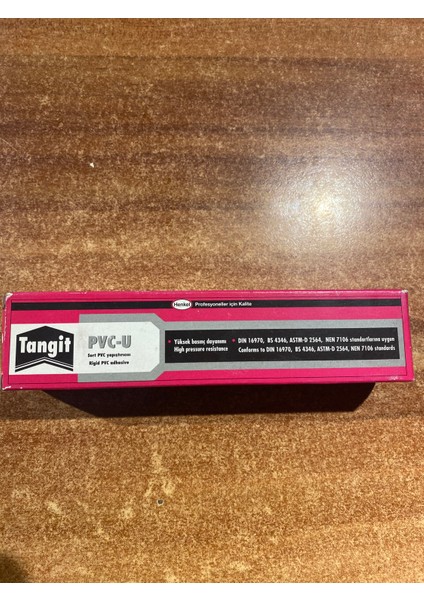 Henkel Profesyoneller için Kalite
Tangit
PVC-U
Sert PVC yapıştırıcısı
Rigid PVC adhesive
• Yüksek basınç dayanımı
High pressure resistance
• DIN 16970, BS 4346, ASTM-D 2564, NEN 7106 standartlarına uygun
Conforms to DIN 16970, BS 4346, ASTM-D 2564, NEN 7106 standards